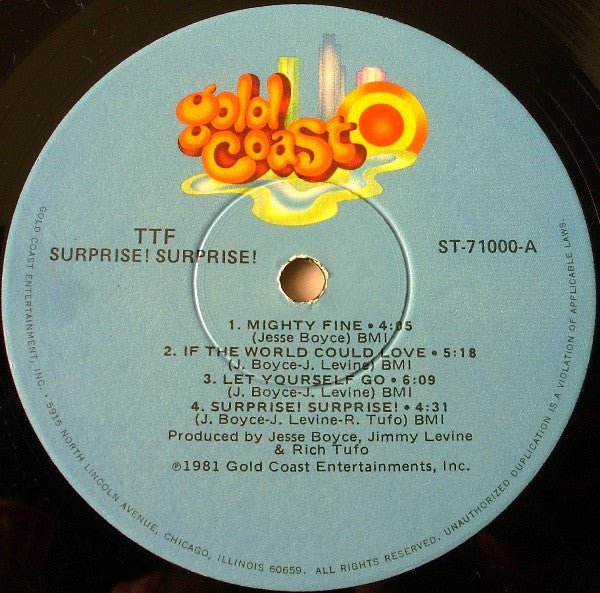 gold
coast
TTF
SURPRISE! SURPRISE!
ST-71000-A
1. MIGHTY FINE • 4:05
(Jesse Boyce) BMI
2. IF THE WORLD COULD LOVE • 5:18
(J. Boyce-J. Levine) BMI
3. LET YOURSELF GO • 6:09
(J. Boyce-J. Levine) BMI
4. SURPRISE! SURPRISE! • 4:31
(J. Boyce-J. Levine-R. Tufo) BMI
Produced by Jesse Boyce, Jimmy Levine
& Rich Tufo
℗1981 Gold Coast Entertainments, Inc.
GOLD COAST ENTERTAINMENT, INC. • 5915 NORTH LINCOLN AVENUE, CHICAGO, ILLINOIS 60659. ALL RIGHTS RESERVED. UNAUTHORIZED DUPLICATION IS A VIOLATION OF APPLICABLE LAWS.